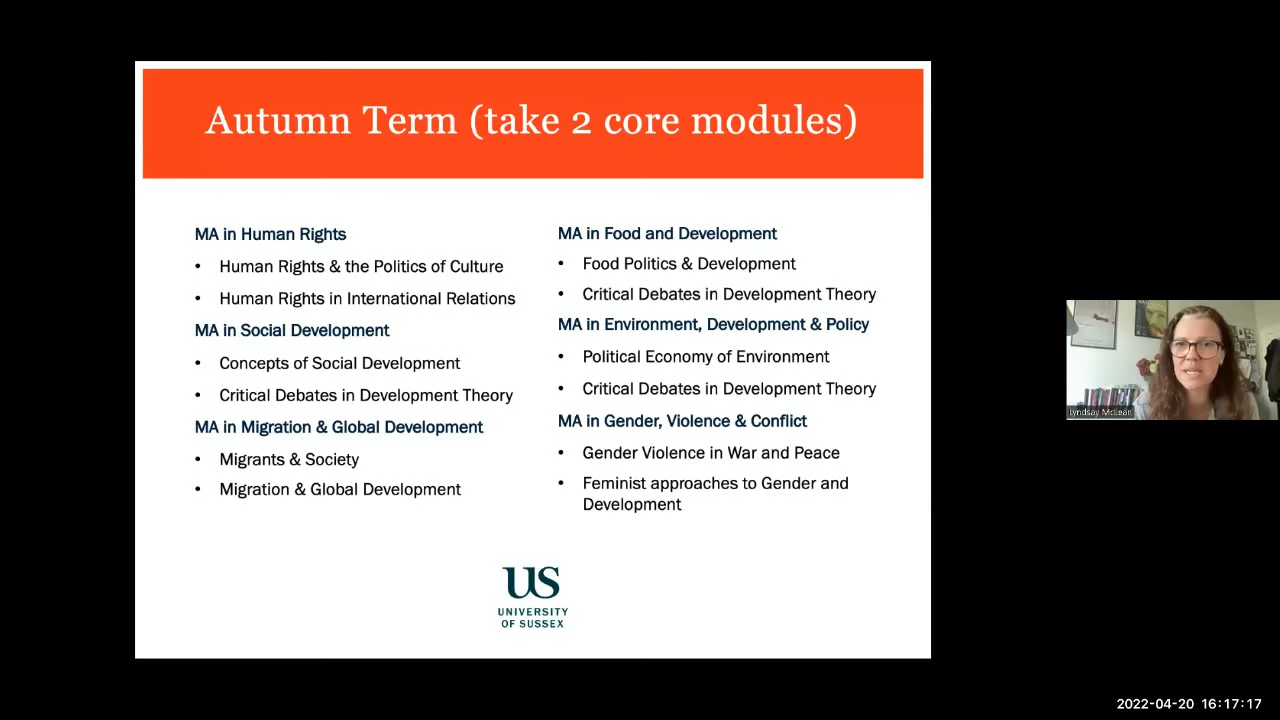 Autumn Term (take 2 core modules)
MA in Human Rights
• Human Rights & the Politics of Culture
• Human Rights in International Relations
MA in Social Development
• Concepts of Social Development
• Critical Debates in Development Theory
MA in Migration & Global Development
• Migrants & Society
• Migration & Global Development
MA in Food and Development
• Food Politics & Development
• Critical Debates in Development Theory
MA in Environment, Development & Policy
• Political Economy of Environment
• Critical Debates in Development Theory
MA in Gender, Violence & Conflict
• Gender Violence in War and Peace
• Feminist approaches to Gender and
Development
US
UNIVERSITY
OF SUSSEX
Lyndsay McLean
2022-04-20 16:17:17